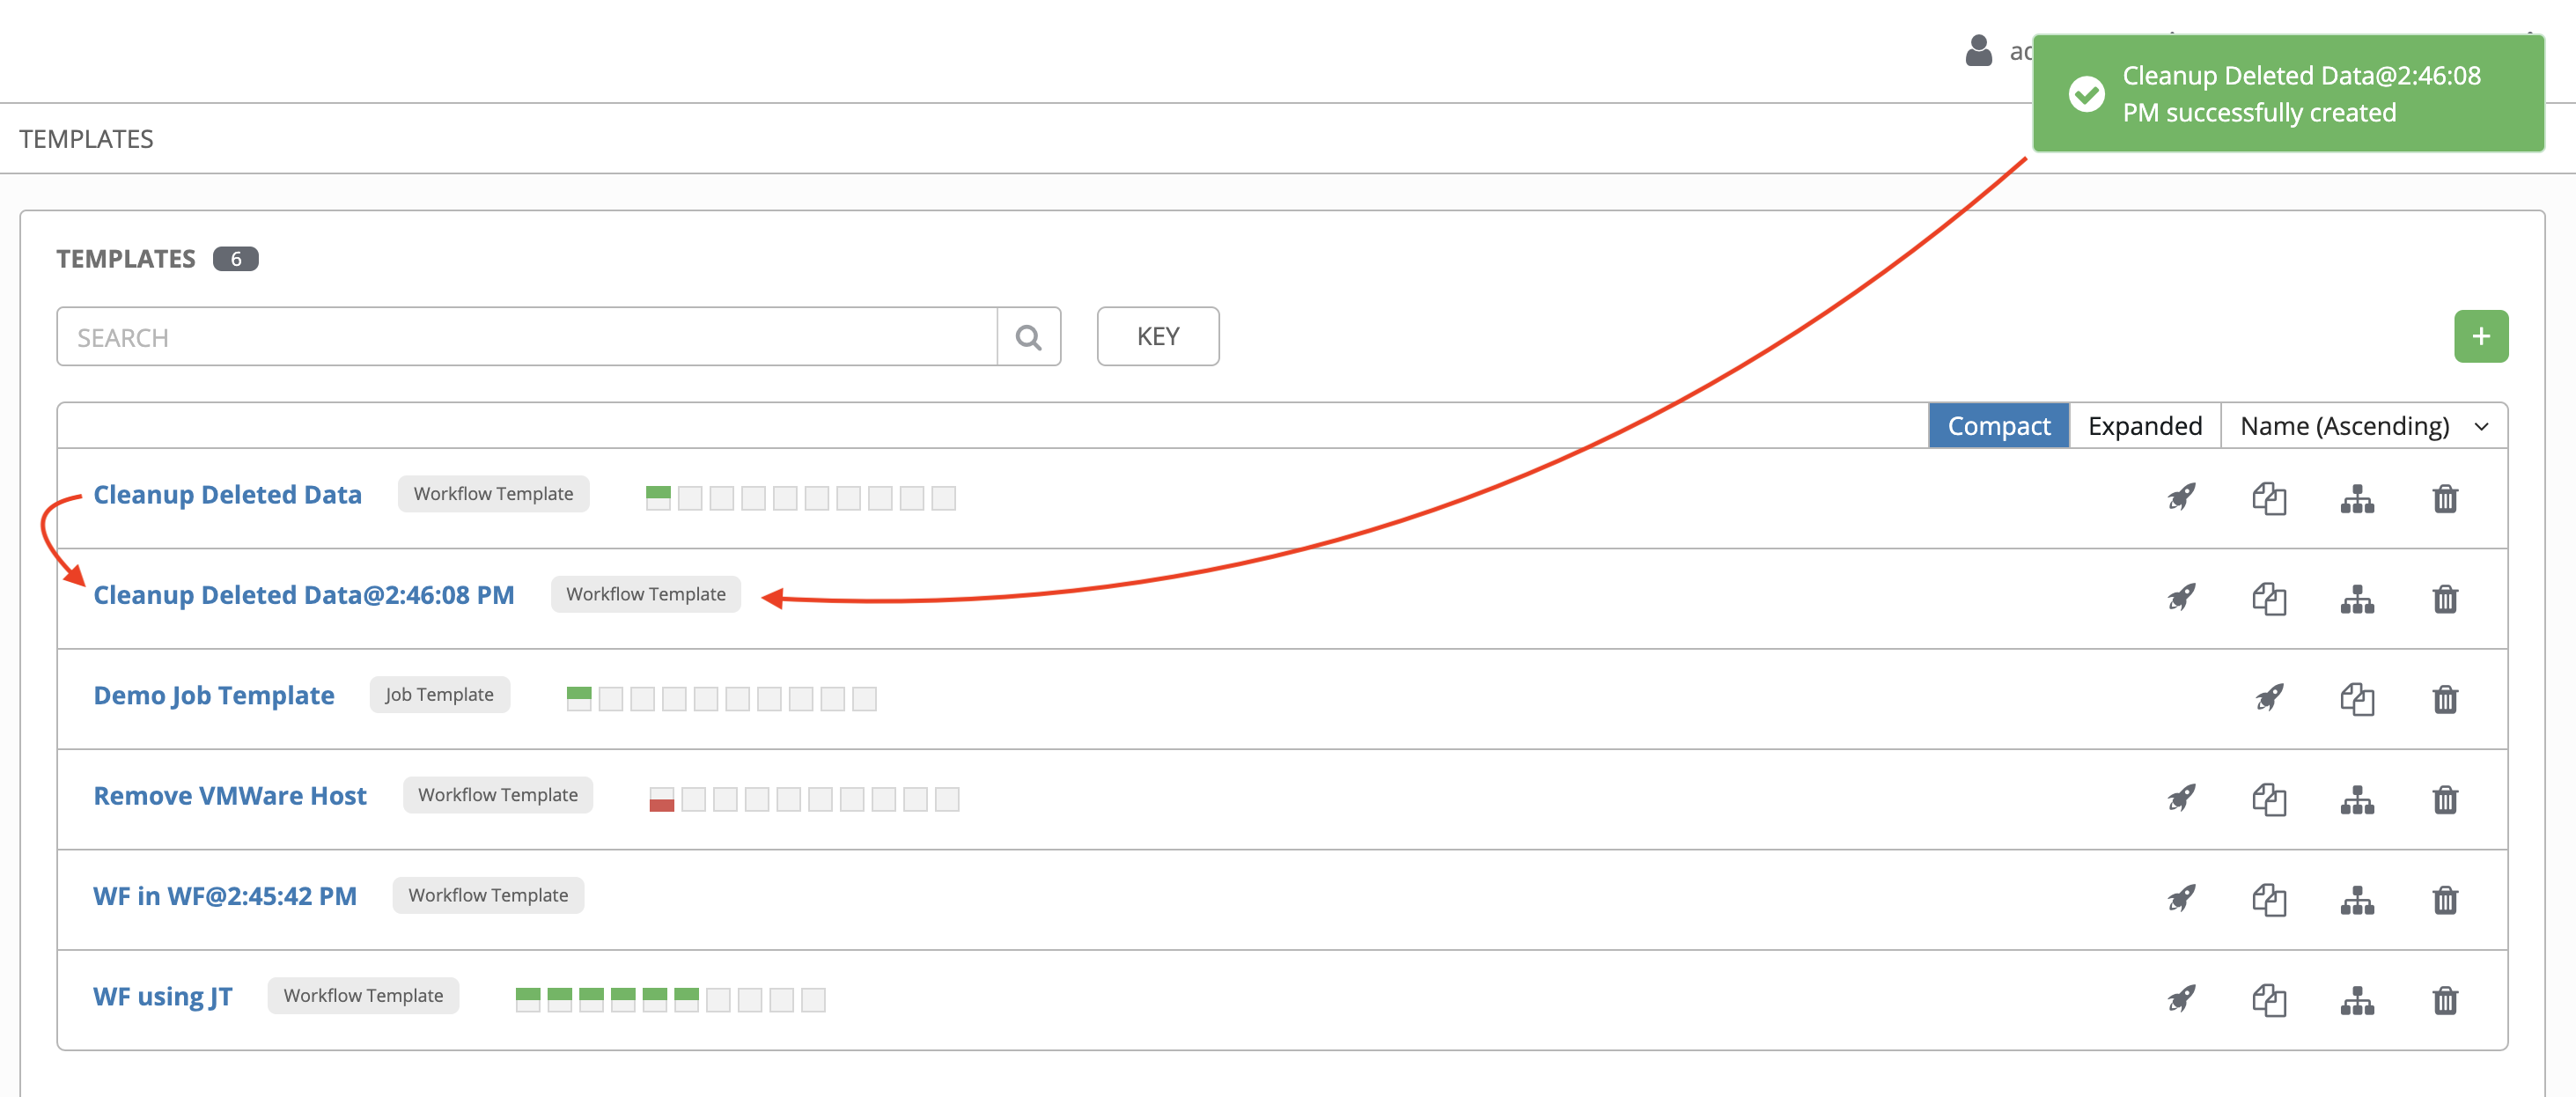 Cleanup Deleted Data@2:46:08
PM successfully created
TEMPLATES
TEMPLATES 6
SEARCH KEY +
Compact Expanded Name (Ascending)
Cleanup Deleted Data Workflow Template
Cleanup Deleted Data@2:46:08 PM Workflow Template
Demo Job Template Job Template
Remove VMWare Host Workflow Template
WF in WF@2:45:42 PM Workflow Template
WF using JT Workflow Template